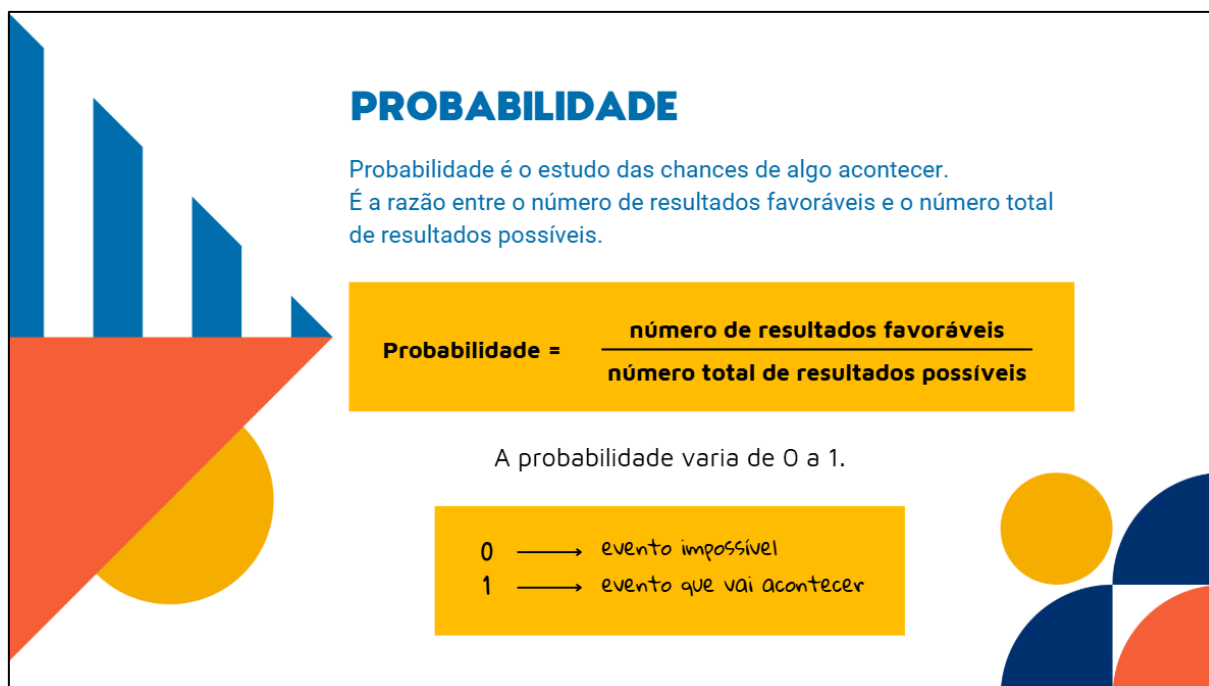 PROBABILIDADE
Probabilidade é o estudo das chances de algo acontecer.
É a razão entre o número de resultados favoráveis e o número total
de resultados possíveis.
Probabilidade =
número de resultados favoráveis
número total de resultados possíveis
A probabilidade varia de 0 a 1.
0 → evento impossível
1 → evento que vai acontecer